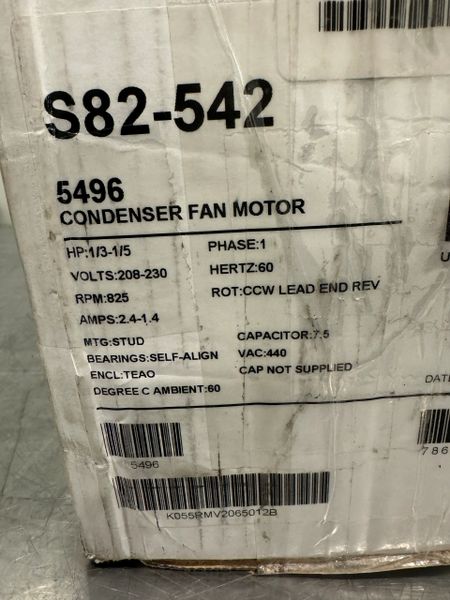 S82-542
5496
CONDENSER FAN MOTOR
HP:1/3-1/5 PHASE:1
VOLTS:208-230 HERTZ:60
RPM:825 ROT:CCW LEAD END REV
AMPS:2.4-1.4
MTG:STUD CAPACITOR:7.5
BEARINGS:SELF-ALIGN VAC:440
ENCL:TEAO CAP NOT SUPPLIED
DEGREE C AMBIENT:60
U
DATE
786
5496
K055RMV2065012B